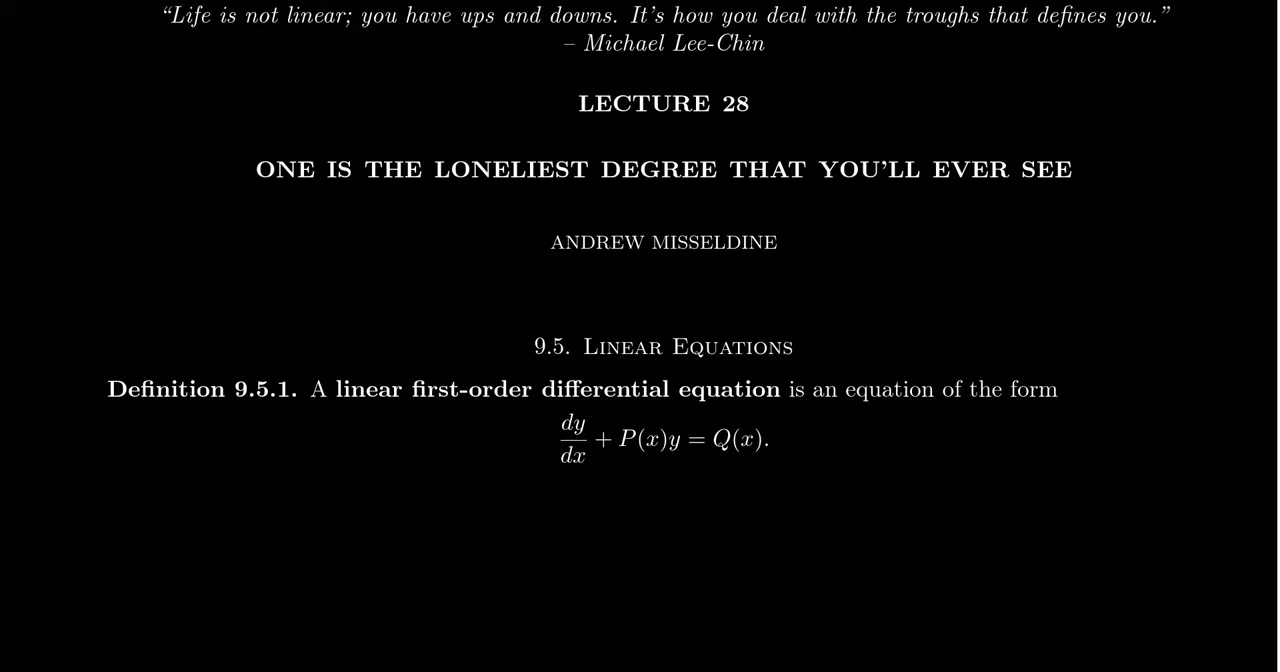 “Life is not linear; you have ups and downs. It’s how you deal with the troughs that defines you.”
– Michael Lee-Chin
LECTURE 28
ONE IS THE LONELIEST DEGREE THAT YOU’LL EVER SEE
ANDREW MISSELDINE
9.5. Linear Equations
Definition 9.5.1. A linear first-order differential equation is an equation of the form
dy/dx + P(x)y = Q(x).